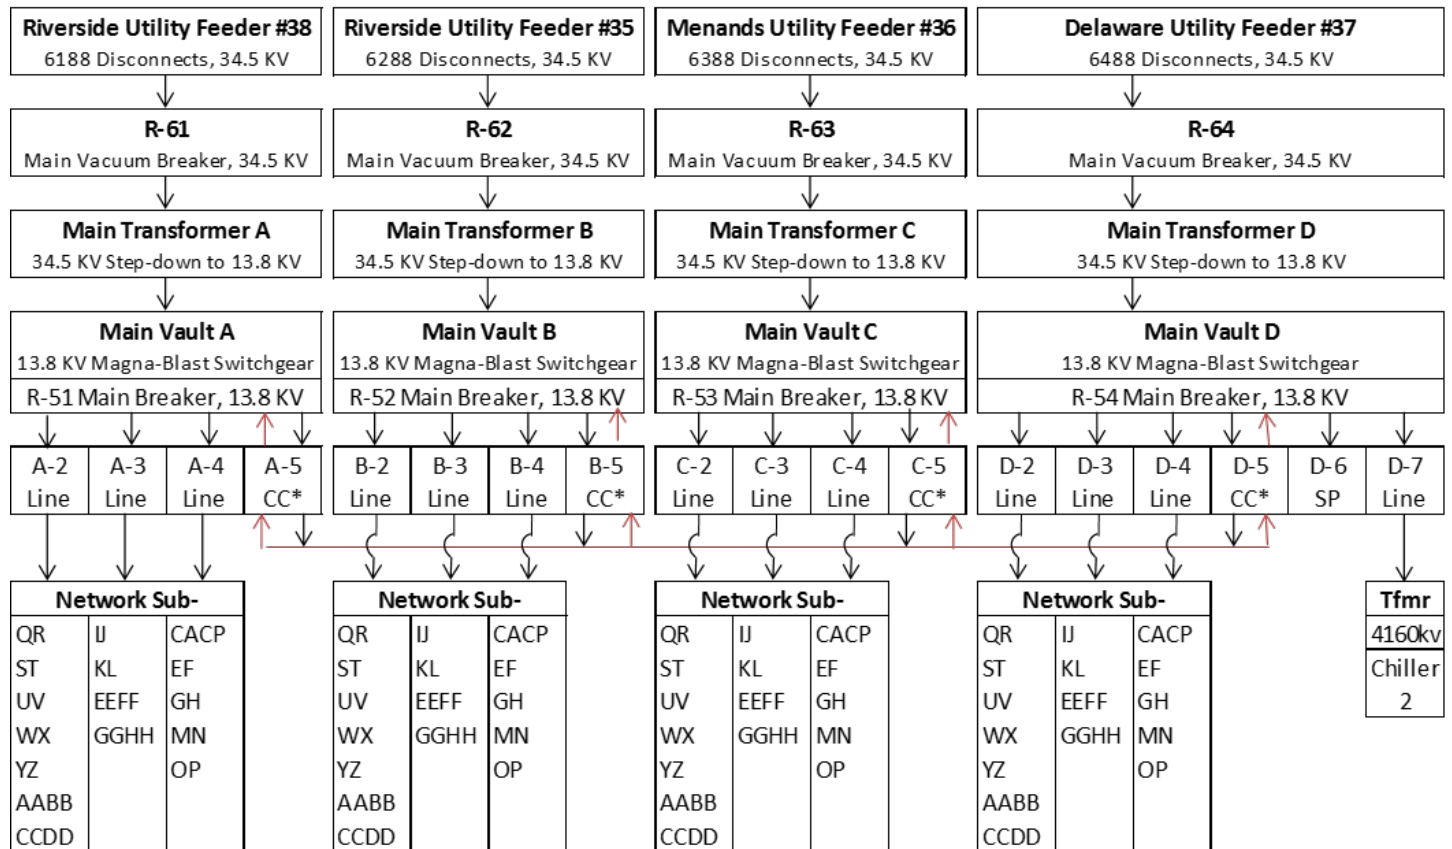 Riverside Utility Feeder #38
6188 Disconnects, 34.5 KV
Riverside Utility Feeder #35
6288 Disconnects, 34.5 KV
Menands Utility Feeder #36
6388 Disconnects, 34.5 KV
Delaware Utility Feeder #37
6488 Disconnects, 34.5 KV
R-61
Main Vacuum Breaker, 34.5 KV
R-62
Main Vacuum Breaker, 34.5 KV
R-63
Main Vacuum Breaker, 34.5 KV
R-64
Main Vacuum Breaker, 34.5 KV
Main Transformer A
34.5 KV Step-down to 13.8 KV
Main Transformer B
34.5 KV Step-down to 13.8 KV
Main Transformer C
34.5 KV Step-down to 13.8 KV
Main Transformer D
34.5 KV Step-down to 13.8 KV
Main Vault A
13.8 KV Magna-Blast Switchgear
R-51 Main Breaker, 13.8 KV
Main Vault B
13.8 KV Magna-Blast Switchgear
R-52 Main Breaker, 13.8 KV
Main Vault C
13.8 KV Magna-Blast Switchgear
R-53 Main Breaker, 13.8 KV
Main Vault D
13.8 KV Magna-Blast Switchgear
R-54 Main Breaker, 13.8 KV
A-2
Line
A-3
Line
A-4
Line
A-5
CC*
B-2
Line
B-3
Line
B-4
Line
B-5
CC*
C-2
Line
C-3
Line
C-4
Line
C-5
CC*
D-2
Line
D-3
Line
D-4
Line
D-5
CC*
D-6
SP
D-7
Line
Network Sub-
QR IJ CACP
ST KL EF
UV EEFF GH
WX GGHH MN
YZ OP
AABB
CCDD
Network Sub-
QR IJ CACP
ST KL EF
UV EEFF GH
WX GGHH MN
YZ OP
AABB
CCDD
Network Sub-
QR IJ CACP
ST KL EF
UV EEFF GH
WX GGHH MN
YZ OP
AABB
CCDD
Network Sub-
QR IJ CACP
ST KL EF
UV EEFF GH
WX GGHH MN
YZ OP
AABB
CCDD
Tfmr
4160kv
Chiller
2